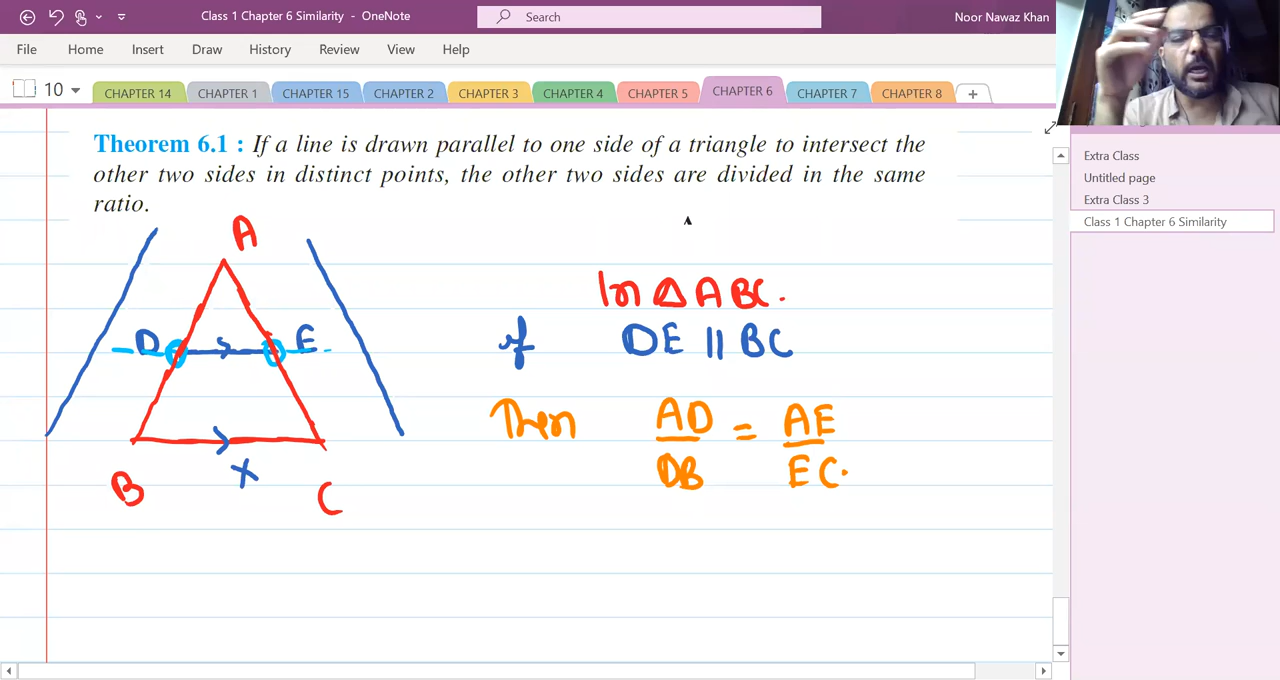 Class 1 Chapter 6 Similarity - OneNote
Search
Noor Nawaz Khan
File Home Insert Draw History Review View Help
10 CHAPTER 14 CHAPTER 1 CHAPTER 15 CHAPTER 2 CHAPTER 3 CHAPTER 4 CHAPTER 5 CHAPTER 6 CHAPTER 7 CHAPTER 8 +
Theorem 6.1 : If a line is drawn parallel to one side of a triangle to intersect the
other two sides in distinct points, the other two sides are divided in the same
ratio.
A
D E
x
B C
In △ ABC.
if DE || BC
Then AD/DB = AE/EC.
Extra Class
Untitled page
Extra Class 3
Class 1 Chapter 6 Similarity